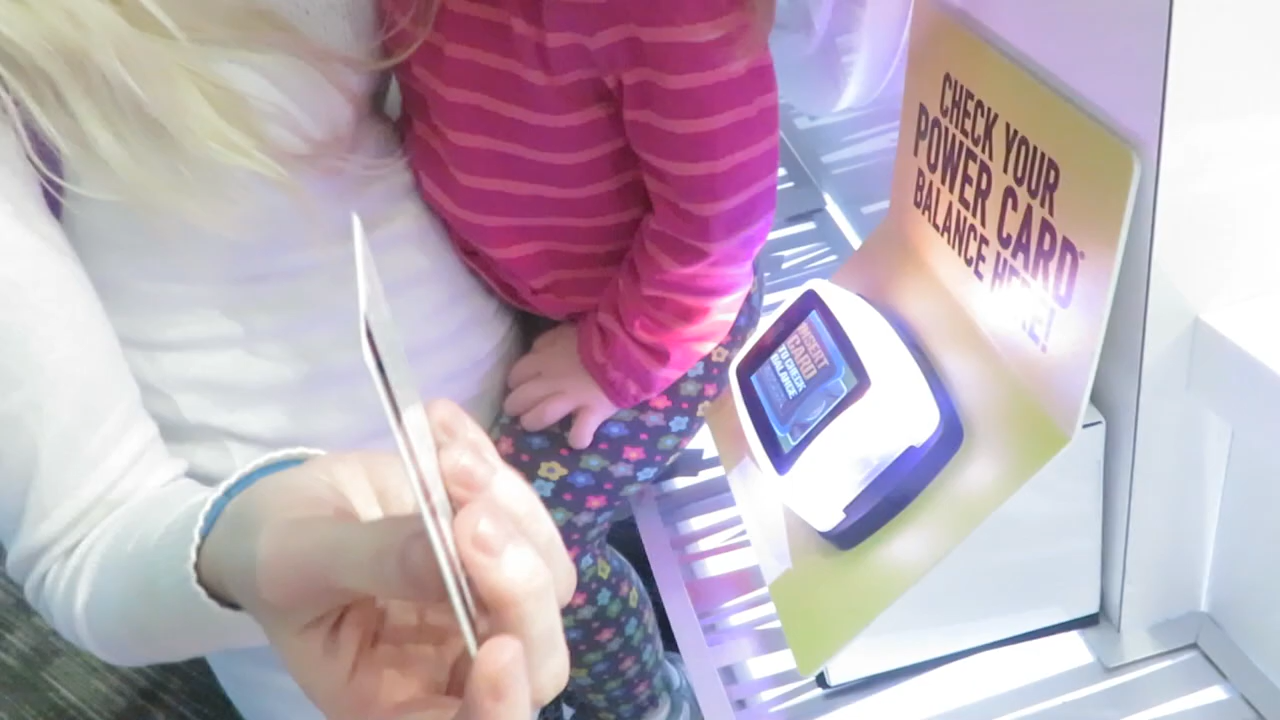 CHECK YOUR
POWER CARD
BALANCE HERE!
INSERT
CARD
TO CHECK
BALANCE